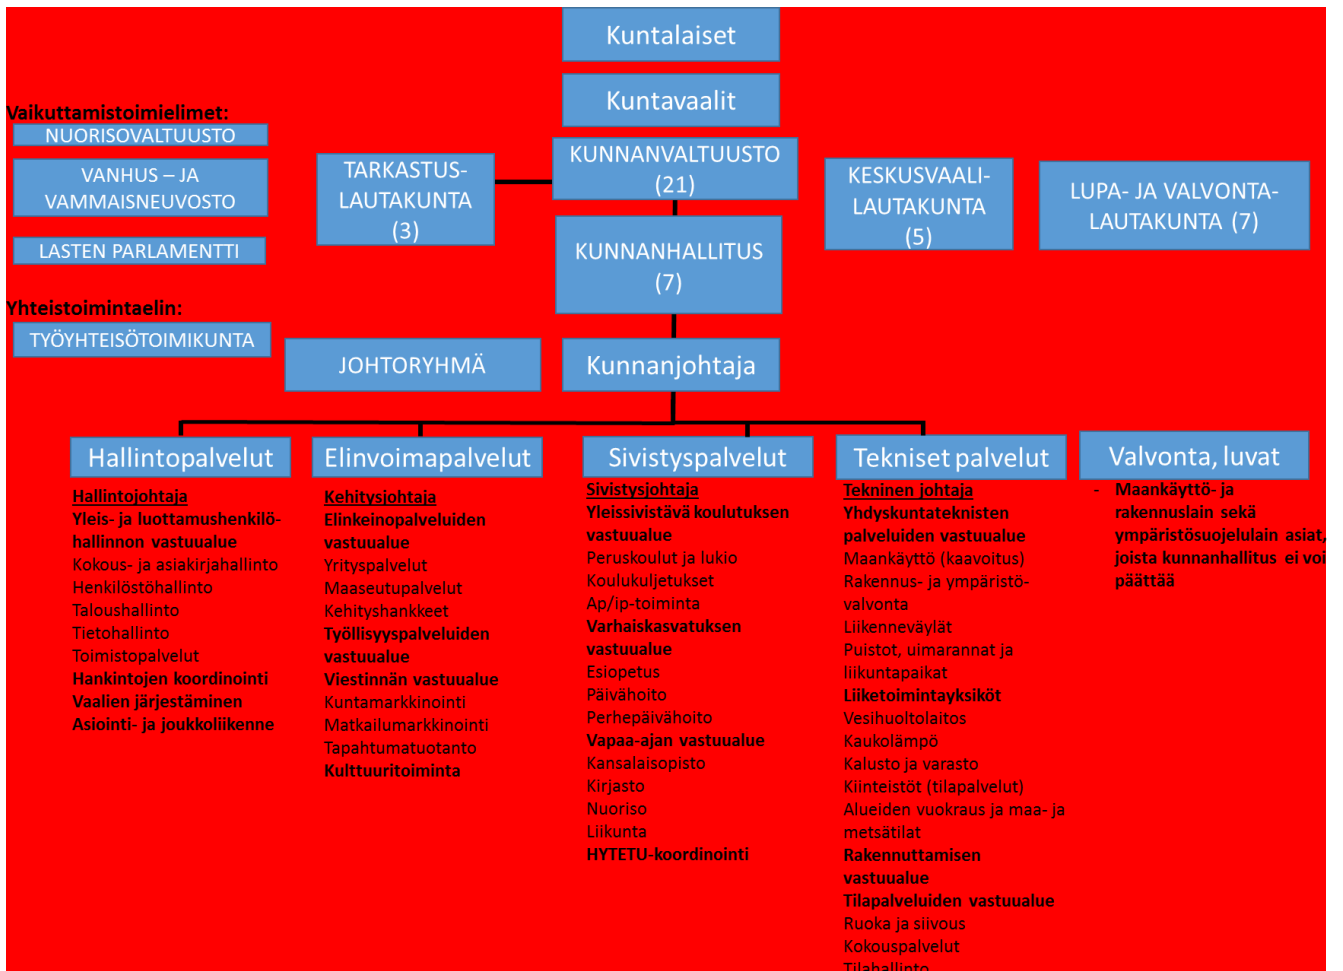 Kuntalaiset
Kuntavaalit
Vaikuttamistoimielimet:
NUORISOVALTUUSTO
VANHUS – JA
VAMMAISNEUVOSTO
LASTEN PARLAMENTTI
TARKASTUS-
LAUTAKUNTA
(3)
KUNNANVALTUUSTO
(21)
KESKUSVAALI-
LAUTAKUNTA
(5)
LUPA- JA VALVONTA-
LAUTAKUNTA (7)
KUNNANHALLITUS
(7)
Yhteistoimintaelin:
TYÖYHTEISÖTOIMIKUNTA
JOHTORYHMÄ
Kunnanjohtaja
Hallintopalvelut
Hallintojohtaja
Yleis- ja luottamushenkilö-
hallinnon vastuualue
Kokous- ja asiakirjahallinto
Henkilöstöhallinto
Taloushallinto
Tietohallinto
Toimistopalvelut
Hankintojen koordinointi
Vaalien järjestäminen
Asiointi- ja joukkoliikenne
Elinvoimapalvelut
Kehitysjohtaja
Elinkeinopalveluiden
vastuualue
Yrityspalvelut
Maaseutupalvelut
Kehityshankkeet
Työllisyyspalveluiden
vastuualue
Viestinnän vastuualue
Kuntamarkkinointi
Matkailumarkkinointi
Tapahtumatuotanto
Kulttuuritoiminta
Sivistyspalvelut
Sivistysjohtaja
Yleissivistävä koulutuksen
vastuualue
Peruskoulut ja lukio
Koulukuljetukset
Ap/ip-toiminta
Varhaiskasvatuksen
vastuualue
Esiopetus
Päivähoito
Perhepäivähoito
Vapaa-ajan vastuualue
Kansalaisopisto
Kirjasto
Nuoriso
Liikunta
HYTETU-koordinointi
Tekniset palvelut
Tekninen johtaja
Yhdyskuntateknisten
palveluiden vastuualue
Maankäyttö (kaavoitus)
Rakennus- ja ympäristö-
valvonta
Liikenneväylät
Puistot, uimarannat ja
liikuntapaikat
Liiketoimintayksiköt
Vesihuoltolaitos
Kaukolämpö
Kalusto ja varasto
Kiinteistöt (tilapalvelut)
Alueiden vuokraus ja maa- ja
metsätilat
Rakennuttamisen
vastuualue
Tilapalveluiden vastuualue
Ruoka ja siivous
Kokouspalvelut
Tilahallinto
Valvonta, luvat
- Maankäyttö- ja
rakennuslain sekä
ympäristösuojelulain asiat,
joista kunnanhallitus ei voi
päättää